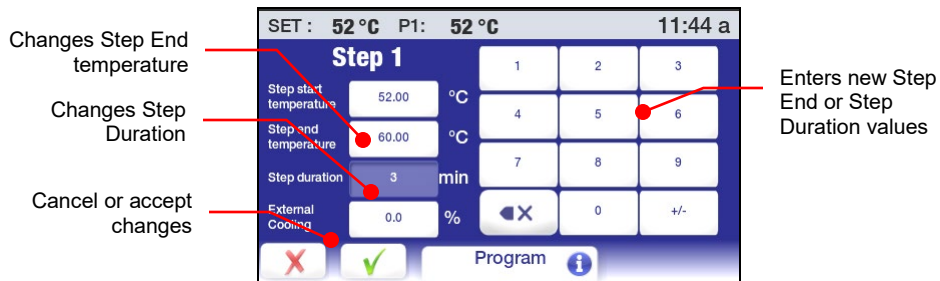 SET : 52 °C P1: 52 °C 11:44 a
Changes Step End
temperature
Step 1
1 2 3
Step start
temperature 52.00 °C
Enters new Step
End or Step
Duration values
Changes Step
Duration
4 5 6
Step end
temperature 60.00 °C
7 8 9
Step duration 3 min
Cancel or accept
changes
External
Cooling 0.0 %
X 0 +/-
Program i